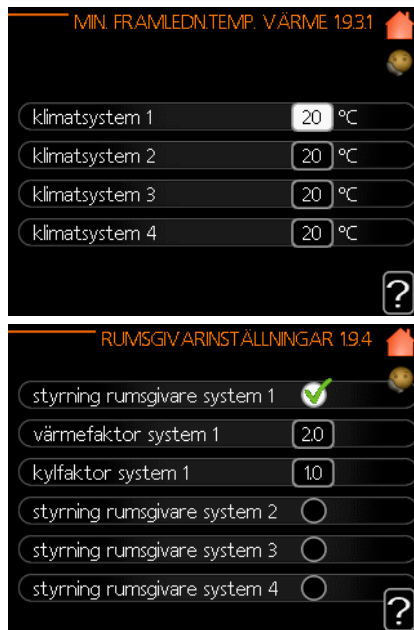 MIN. FRAMLEDN.TEMP. VÄRME 1.9.3.1
klimatsystem 1 20 °C
klimatsystem 2 20 °C
klimatsystem 3 20 °C
klimatsystem 4 20 °C
?
RUMSGIVARINSTÄLLNINGAR 1.9.4
styrning rumsgivare system 1
värmefaktor system 1 2.0
kylfaktor system 1 1.0
styrning rumsgivare system 2
styrning rumsgivare system 3
styrning rumsgivare system 4
?